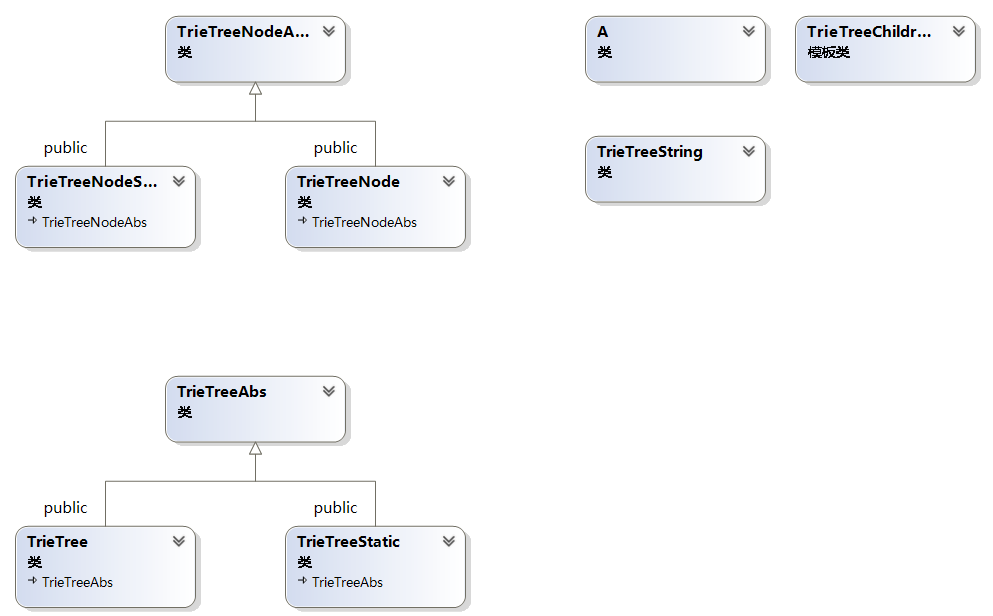 TrieTreeNodeA...
类
A
类
TrieTreeChildr...
模板类
TrieTreeString
类
public
public
TrieTreeNodeS...
类
TrieTreeNodeAbs
TrieTreeNode
类
TrieTreeNodeAbs
TrieTreeAbs
类
public
public
TrieTree
类
TrieTreeAbs
TrieTreeStatic
类
TrieTreeAbs